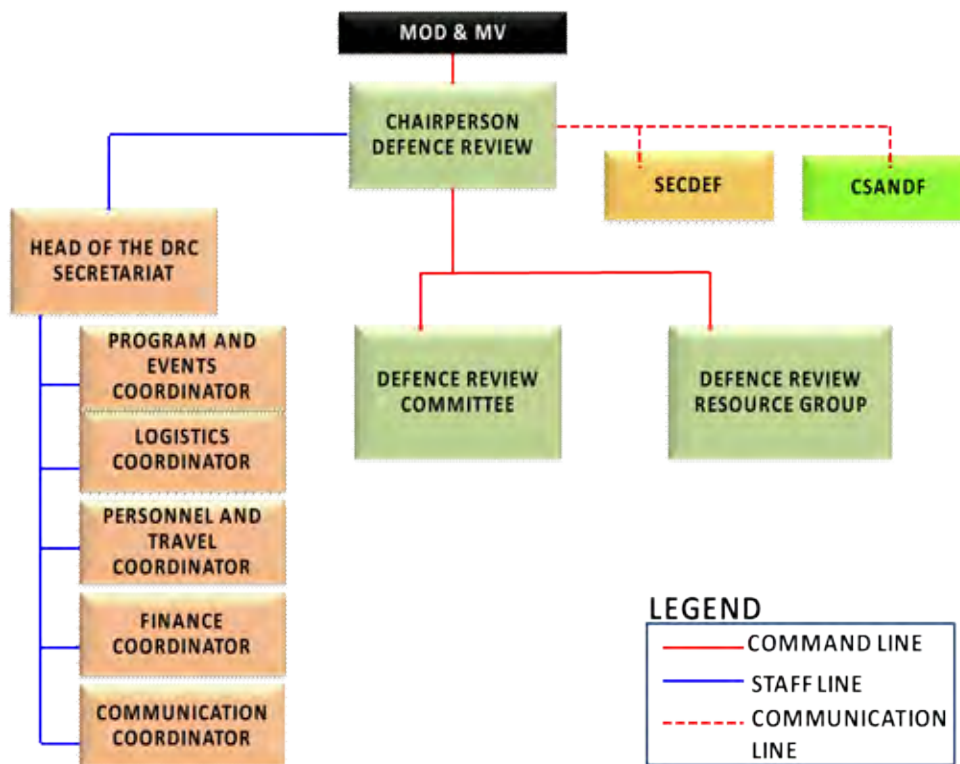 MOD & MV
CHAIRPERSON
DEFENCE REVIEW
SECDEF
CSANDF
HEAD OF THE DRC
SECRETARIAT
PROGRAM AND
EVENTS
COORDINATOR
LOGISTICS
COORDINATOR
PERSONNEL AND
TRAVEL
COORDINATOR
FINANCE
COORDINATOR
COMMUNICATION
COORDINATOR
DEFENCE REVIEW
COMMITTEE
DEFENCE REVIEW
RESOURCE GROUP
LEGEND
COMMAND LINE
STAFF LINE
COMMUNICATION
LINE